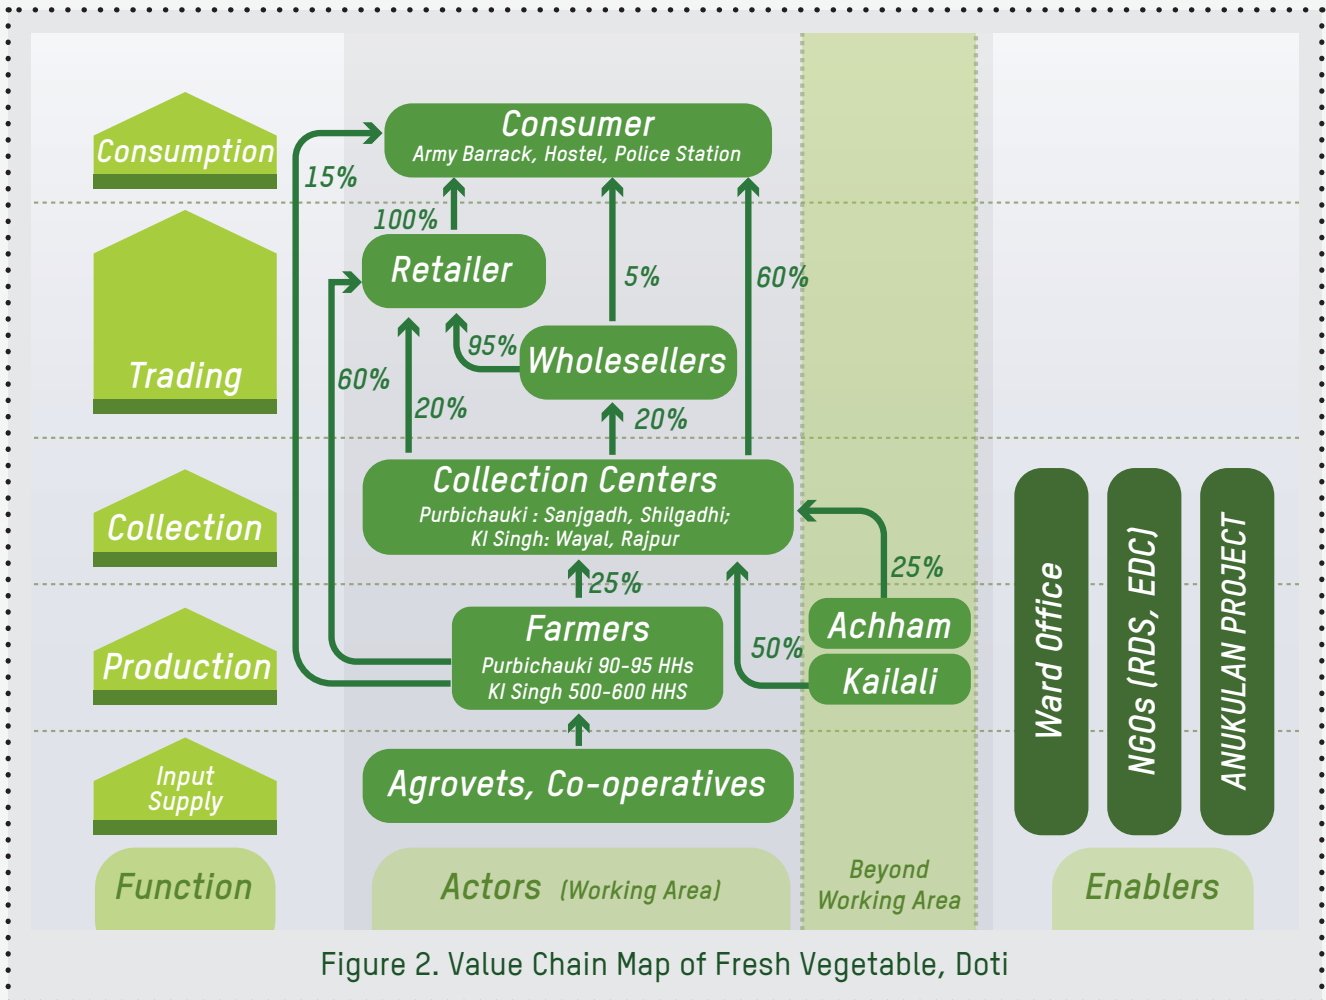 Consumption
Consumer
Army Barrack, Hostel, Police Station
15%
100%
Retailer
5%
60%
95%
Wholesellers
Trading
60%
20%
20%
Collection Centers
Purbichauki : Sanjgadh, Shilgadhi;
KI Singh: Wayal, Rajpur
Collection
25%
25%
Farmers
Purbichauki 90-95 HHs
KI Singh 500-600 HHS
Production
50%
Achham
Kailali
Ward Office
NGOs (RDS, EDC)
ANUKULAN PROJECT
Input
Supply
Agrovets, Co-operatives
Function
Actors (Working Area)
Beyond
Working Area
Enablers
Figure 2. Value Chain Map of Fresh Vegetable, Doti